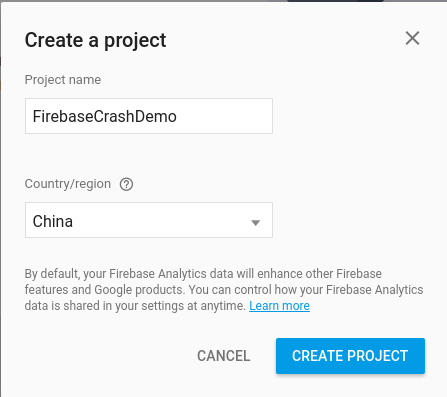 Create a project
Project name
FirebaseCrashDemo
Country/region
China
By default, your Firebase Analytics data will enhance other Firebase
features and Google products. You can control how your Firebase Analytics
data is shared in your settings at anytime. Learn more
CANCEL
CREATE PROJECT